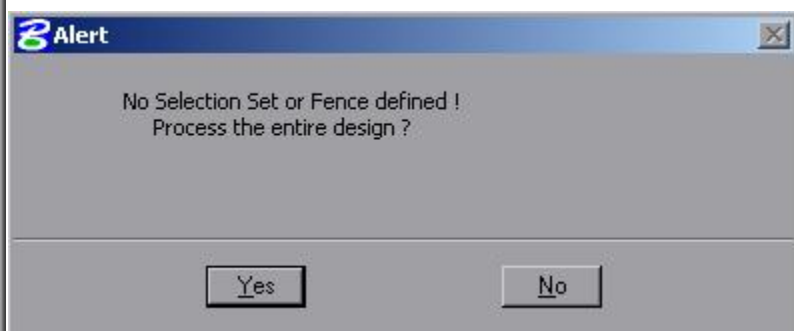 Alert
No Selection Set or Fence defined !
Process the entire design ?
Yes
No